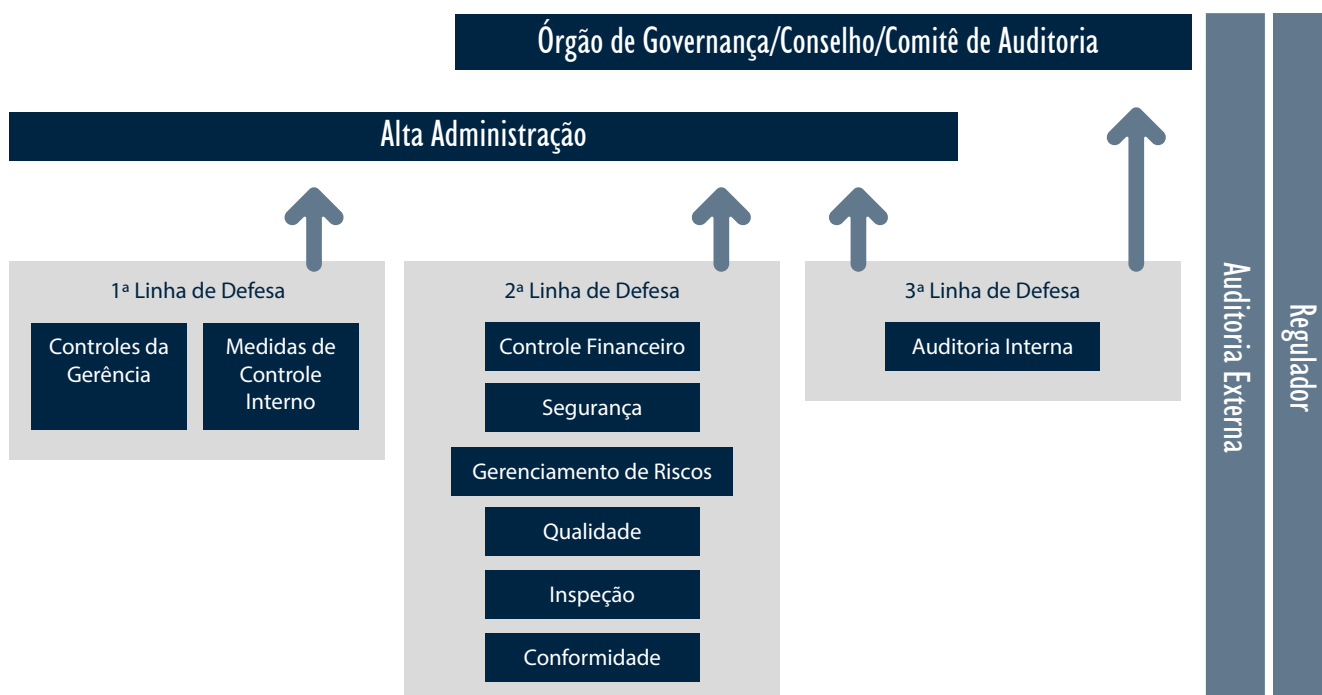 Órgão de Governança/Conselho/Comitê de Auditoria
Alta Administração
1ª Linha de Defesa
Controles da
Gerência
Medidas de
Controle
Interno
2ª Linha de Defesa
Controle Financeiro
Segurança
Gerenciamento de Riscos
Qualidade
Inspeção
Conformidade
3ª Linha de Defesa
Auditoria Interna
Auditoria Externa
Regulador